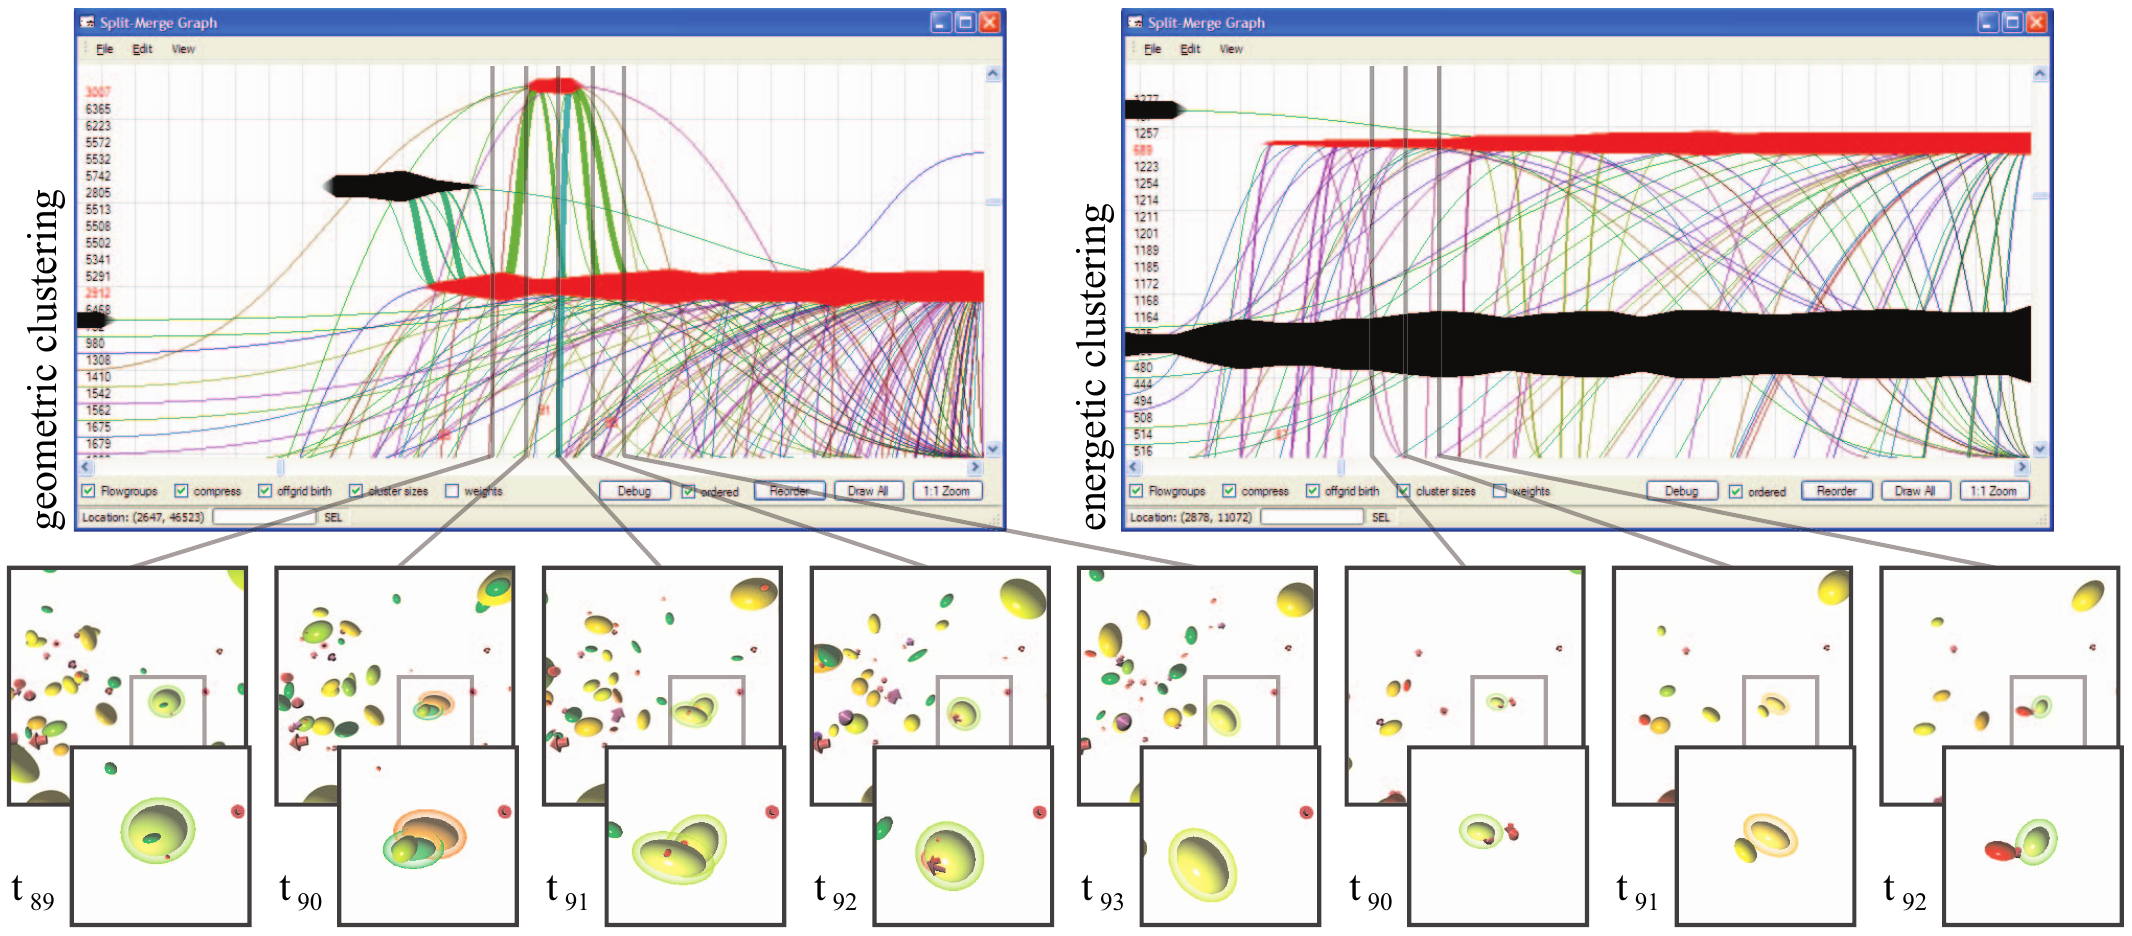 Split-Merge Graph
File Edit View
3007
6365
6223
5572
5532
5742
2805
5513
5508
5502
5341
5291
2912
6468
980
1308
1410
1542
1562
1675
1679
91
Flowgroups compress offgrid birth cluster sizes weights Debug ordered Reorder Draw All 1:1 Zoom
Location: (2647, 46523) SEL
geometric clustering
Split-Merge Graph
File Edit View
1277
1257
689
1223
1254
1214
1211
1201
1189
1185
1172
1168
1164
480
444
494
508
514
516
Flowgroups compress offgrid birth cluster sizes weights Debug ordered Reorder Draw All 1:1 Zoom
Location: (2878, 11072) SEL
energetic clustering
t 89
t 90
t 91
t 92
t 93
t 90
t 91
t 92